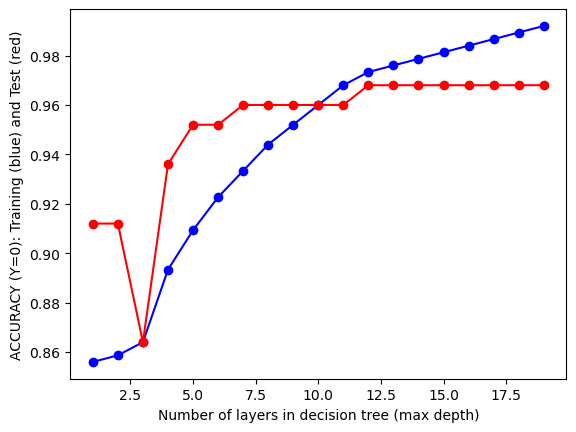 ACCURACY (Y=0): Training (blue) and Test (red)
0.98
0.96
0.94
0.92
0.90
0.88
0.86
2.5 5.0 7.5 10.0 12.5 15.0 17.5
Number of layers in decision tree (max depth)